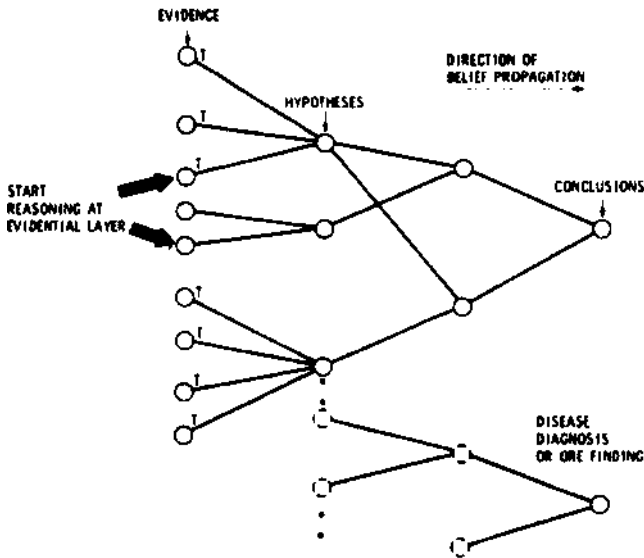 EVIDENCE
T
DIRECTION OF
BELIEF PROPAGATION
HYPOTHESES
T
T
START
REASONING AT
EVIDENTIAL LAYER
CONCLUSIONS
T
T
T
T
DISEASE
DIAGNOSIS
OR ORE FINDING